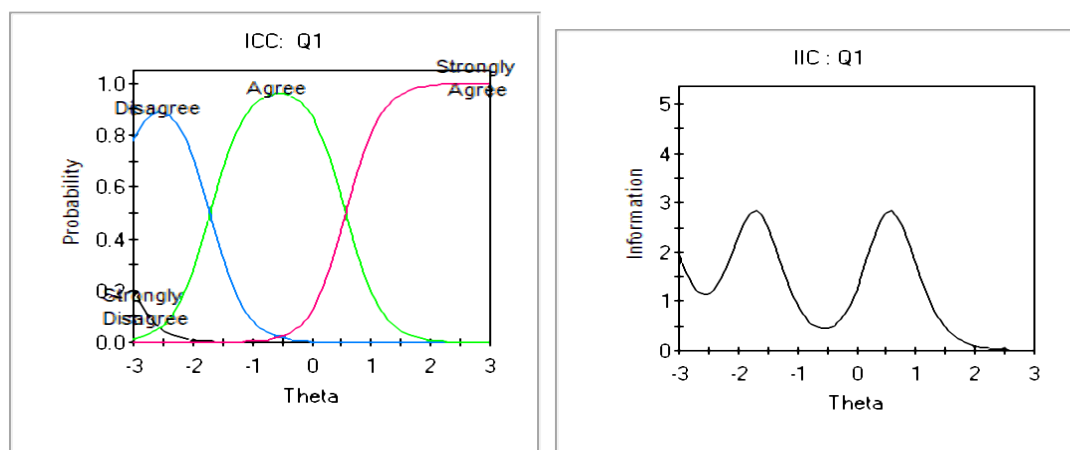 ICC: Q1
Strongly
Agree
Agree
Disagree
Strongly
Disagree
Probability
1.0
0.8
0.6
0.4
0.2
0.0
-3 -2 -1 0 1 2 3
Theta
IIC : Q1
Information
5
4
3
2
1
0
-3 -2 -1 0 1 2 3
Theta